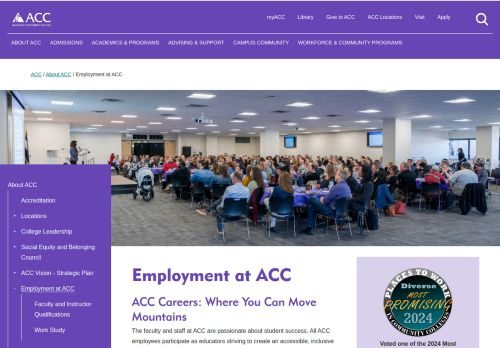 myACC
Library
Give to ACC
ACC Locations
Visit
Apply
ACC
ABOUT ACC
ADMISSIONS
ACADEMICS & PROGRAMS
ADVISING & SUPPORT
CAMPUS COMMUNITY
WORKFORCE & COMMUNITY PROGRAMS
ACC / About ACC / Employment at ACC
About ACC
Accreditation
Locations
College Leadership
Social Equity and Belonging
Council
ACC Vision - Strategic Plan
Employment at ACC
Faculty and Instructor
Qualifications
Work Study
Employment at ACC
ACC Careers: Where You Can Move
Mountains
The faculty and staff at ACC are passionate about student success. All ACC
employees participate as educators striving to create an accessible, inclusive
PLACES TO WORK
Diverse
MOST
PROMISING
2024
IN COMMUNITY COLLEGES
Voted one of the 2024 Most